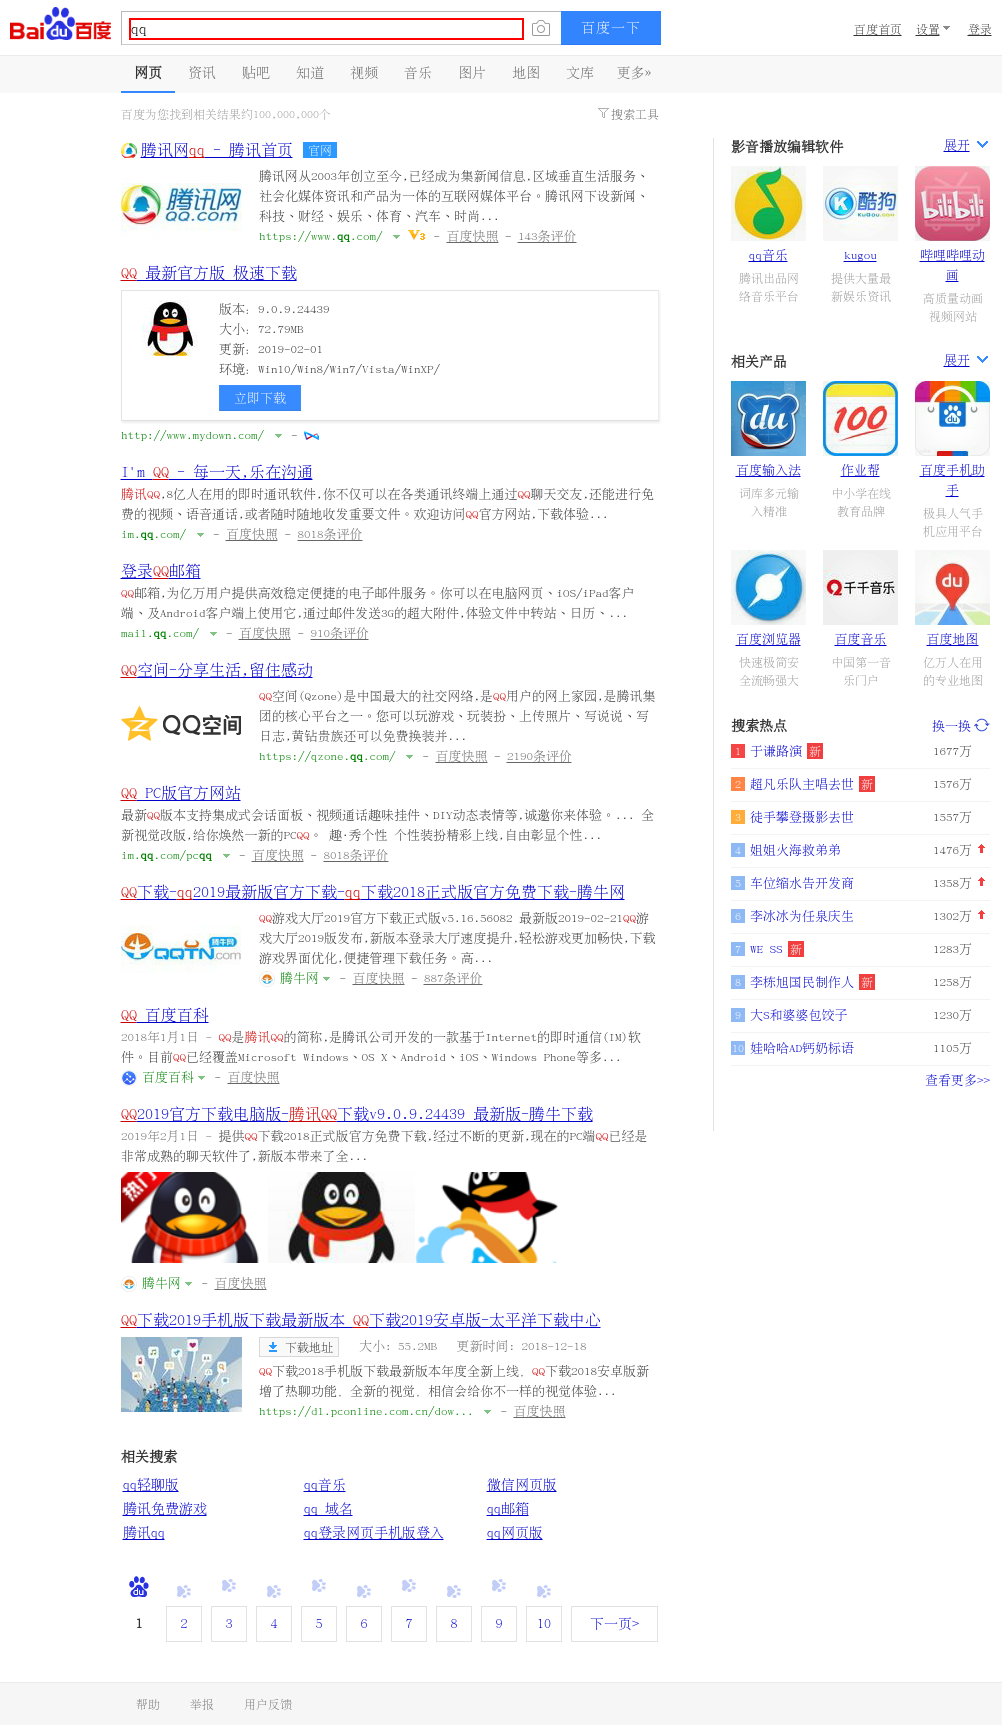 Bai du 百度
qq
百度一下
百度首页 设置 登录
网页 资讯 贴吧 知道 视频 音乐 图片 地图 文库 更多»
百度为您找到相关结果约100,000,000个
搜索工具
腾讯网qq - 腾讯首页 官网
腾讯网 QQ.COM
腾讯网从2003年创立至今,已经成为集新闻信息,区域垂直生活服务、
社会化媒体资讯和产品为一体的互联网媒体平台。腾讯网下设新闻、
科技、财经、娱乐、体育、汽车、时尚...
https://www.qq.com/ V3 - 百度快照 - 143条评价
QQ 最新官方版 极速下载
版本: 9.0.9.24439
大小: 72.79MB
更新: 2019-02-01
环境: Win10/Win8/Win7/Vista/WinXP/
立即下载
http://www.mydown.com/ -
I'm QQ - 每一天,乐在沟通
腾讯QQ,8亿人在用的即时通讯软件,你不仅可以在各类通讯终端上通过QQ聊天交友,还能进行免
费的视频、语音通话,或者随时随地收发重要文件。欢迎访问QQ官方网站,下载体验...
im.qq.com/ - 百度快照 - 8018条评价
登录QQ邮箱
QQ邮箱,为亿万用户提供高效稳定便捷的电子邮件服务。你可以在电脑网页、iOS/iPad客户
端、及Android客户端上使用它,通过邮件发送3G的超大附件,体验文件中转站、日历、...
mail.qq.com/ - 百度快照 - 910条评价
QQ空间-分享生活,留住感动
QQ空间
QQ空间(Qzone)是中国最大的社交网络,是QQ用户的网上家园,是腾讯集
团的核心平台之一。您可以玩游戏、玩装扮、上传照片、写说说、写
日志,黄钻贵族还可以免费换装并...
https://qzone.qq.com/ - 百度快照 - 2190条评价
QQ PC版官方网站
最新QQ版本支持集成式会话面板、视频通话趣味挂件、DIY动态表情等,诚邀你来体验。... 全
新视觉改版,给你焕然一新的PCQQ。 趣·秀个性 个性装扮精彩上线,自由彰显个性...
im.qq.com/pcqq - 百度快照 - 8018条评价
QQ下载-qq2019最新版官方下载-qq下载2018正式版官方免费下载-腾牛网
QQTN.com 腾牛网
QQ游戏大厅2019官方下载正式版v5.16.56082 最新版2019-02-21QQ游
戏大厅2019版发布,新版本登录大厅速度提升,轻松游戏更加畅快,下载
游戏界面优化,便捷管理下载任务。高...
腾牛网 - 百度快照 - 887条评价
QQ_百度百科
2018年1月1日 - QQ是腾讯QQ的简称,是腾讯公司开发的一款基于Internet的即时通信(IM)软
件。目前QQ已经覆盖Microsoft Windows、OS X、Android、iOS、Windows Phone等多...
百度百科 - 百度快照
QQ2019官方下载电脑版-腾讯QQ下载v9.0.9.24439 最新版-腾牛下载
2019年2月1日 - 提供QQ下载2018正式版官方免费下载,经过不断的更新,现在的PC端QQ已经是
非常成熟的聊天软件了,新版本带来了全...
热门
腾牛网 - 百度快照
QQ下载2019手机版下载最新版本_QQ下载2019安卓版-太平洋下载中心
下载地址 大小: 55.2MB 更新时间: 2018-12-18
QQ下载2018手机版下载最新版本年度全新上线, QQ下载2018安卓版新
增了热聊功能, 全新的视觉, 相信会给你不一样的视觉体验...
https://dl.pconline.com.cn/dow... - 百度快照
相关搜索
qq轻聊版 qq音乐 微信网页版
腾讯免费游戏 qq 域名 qq邮箱
腾讯qq qq登录网页手机版登入 qq网页版
du
1 2 3 4 5 6 7 8 9 10 下一页>
影音播放编辑软件 展开
酷狗 KuGou.com bilibili
qq音乐 kugou 哔哩哔哩动
画
腾讯出品网 提供大量最 高质量动画
络音乐平台 新娱乐资讯 视频网站
相关产品 展开
du 100
百度输入法 作业帮 百度手机助
手
词库多元输 中小学在线 极具人气手
入精准 教育品牌 机应用平台
千千音乐 du
百度浏览器 百度音乐 百度地图
快速极简安 中国第一音 亿万人在用
全流畅强大 乐门户 的专业地图
搜索热点 换一换
1 于谦路演 新 1677万
2 超凡乐队主唱去世 新 1576万
3 徒手攀登摄影去世 1557万
4 姐姐火海救弟弟 1476万
5 车位缩水告开发商 1358万
6 李冰冰为任泉庆生 1302万
7 WE SS 新 1283万
8 李栋旭国民制作人 新 1258万
9 大S和婆婆包饺子 1230万
10 娃哈哈AD钙奶标语 1105万
查看更多>>
帮助 举报 用户反馈